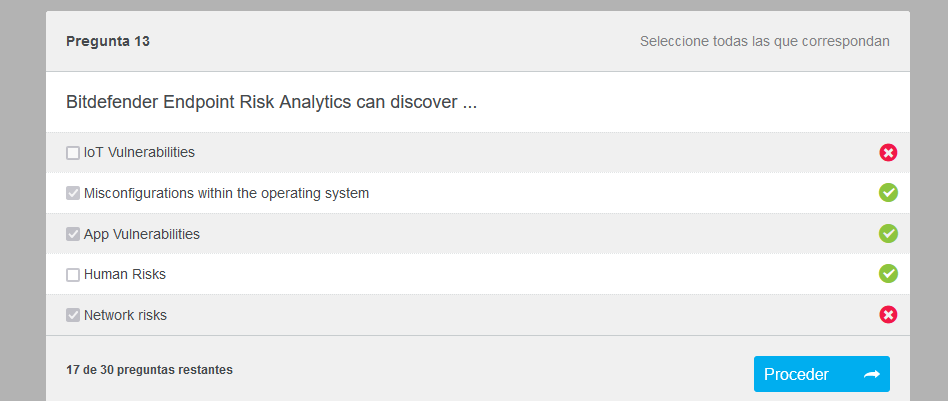 Pregunta 13
Seleccione todas las que correspondan
Bitdefender Endpoint Risk Analytics can discover ...
IoT Vulnerabilities
Misconfigurations within the operating system
App Vulnerabilities
Human Risks
Network risks
17 de 30 preguntas restantes
Proceder